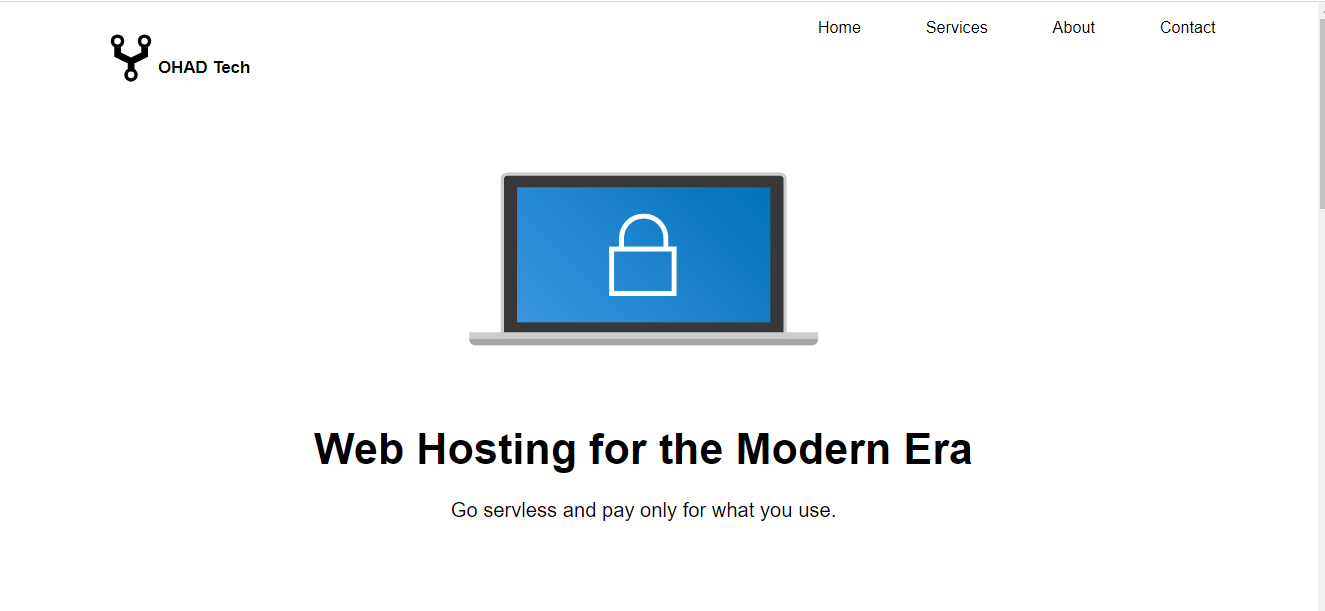 Home Services About Contact
OHAD Tech
Web Hosting for the Modern Era
Go servless and pay only for what you use.